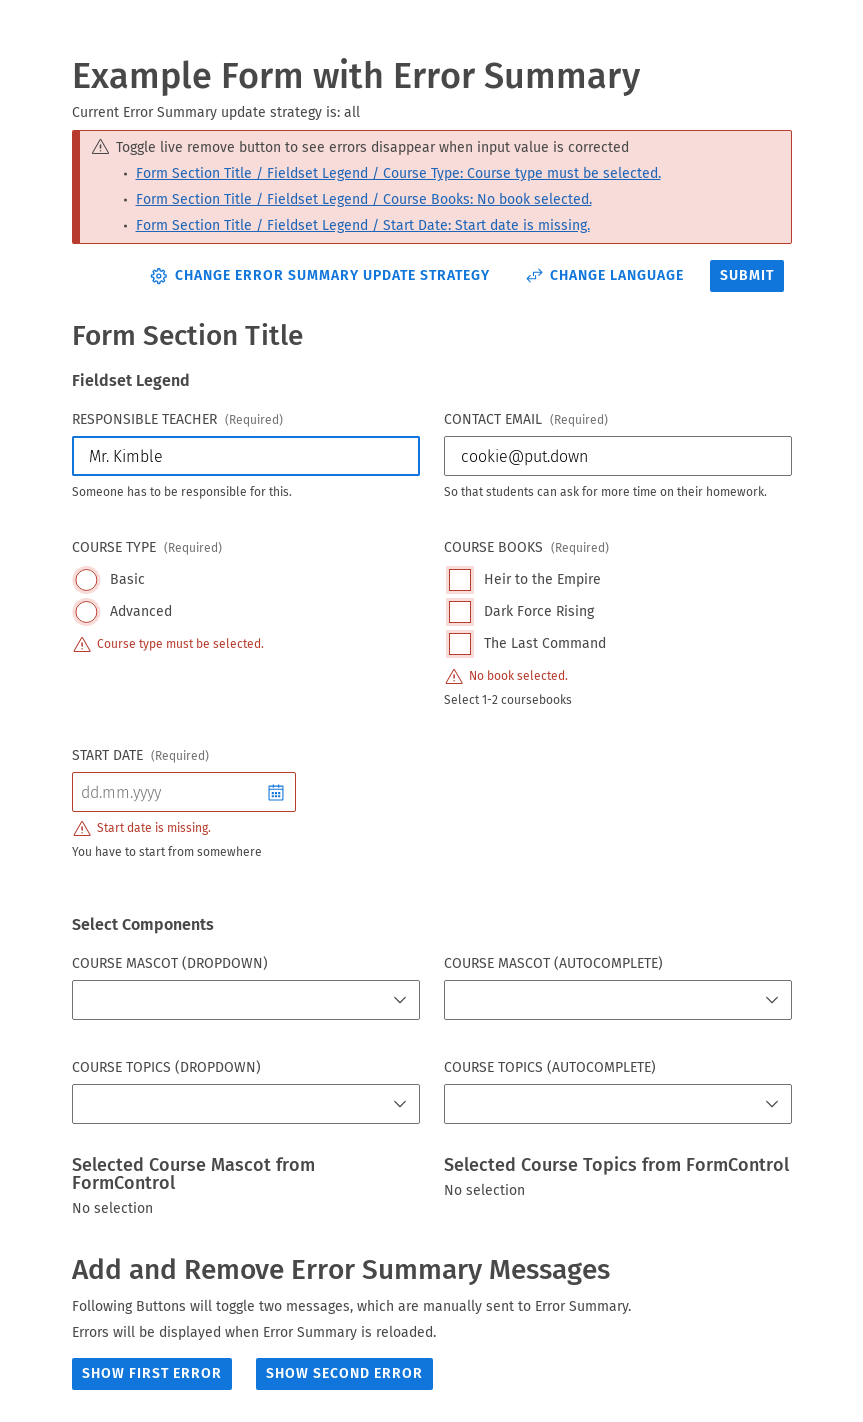 Example Form with Error Summary
Current Error Summary update strategy is: all
Toggle live remove button to see errors disappear when input value is corrected
Form Section Title / Fieldset Legend / Course Type: Course type must be selected.
Form Section Title / Fieldset Legend / Course Books: No book selected.
Form Section Title / Fieldset Legend / Start Date: Start date is missing.
CHANGE ERROR SUMMARY UPDATE STRATEGY CHANGE LANGUAGE SUBMIT
Form Section Title
Fieldset Legend
RESPONSIBLE TEACHER (Required)
Mr. Kimble
Someone has to be responsible for this.
CONTACT EMAIL (Required)
cookie@put.down
So that students can ask for more time on their homework.
COURSE TYPE (Required)
Basic
Advanced
Course type must be selected.
COURSE BOOKS (Required)
Heir to the Empire
Dark Force Rising
The Last Command
No book selected.
Select 1-2 coursebooks
START DATE (Required)
dd.mm.yyyy
Start date is missing.
You have to start from somewhere
Select Components
COURSE MASCOT (DROPDOWN)
COURSE MASCOT (AUTOCOMPLETE)
COURSE TOPICS (DROPDOWN)
COURSE TOPICS (AUTOCOMPLETE)
Selected Course Mascot from
FormControl
No selection
Selected Course Topics from FormControl
No selection
Add and Remove Error Summary Messages
Following Buttons will toggle two messages, which are manually sent to Error Summary.
Errors will be displayed when Error Summary is reloaded.
SHOW FIRST ERROR SHOW SECOND ERROR